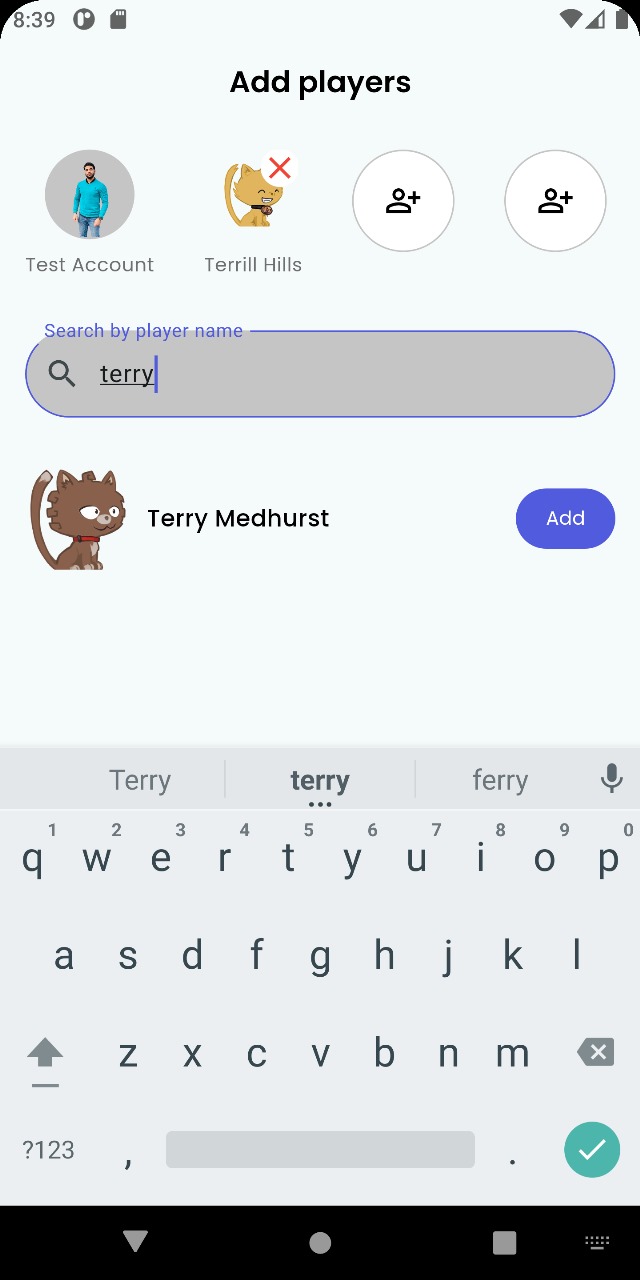 8:39
Add players
Test Account
Terrill Hills
Search by player name
terry
Terry Medhurst
Add
Terry terry ferry
1 2 3 4 5 6 7 8 9 0
q w e r t y u i o p
a s d f g h j k l
z x c v b n m
?123 , .